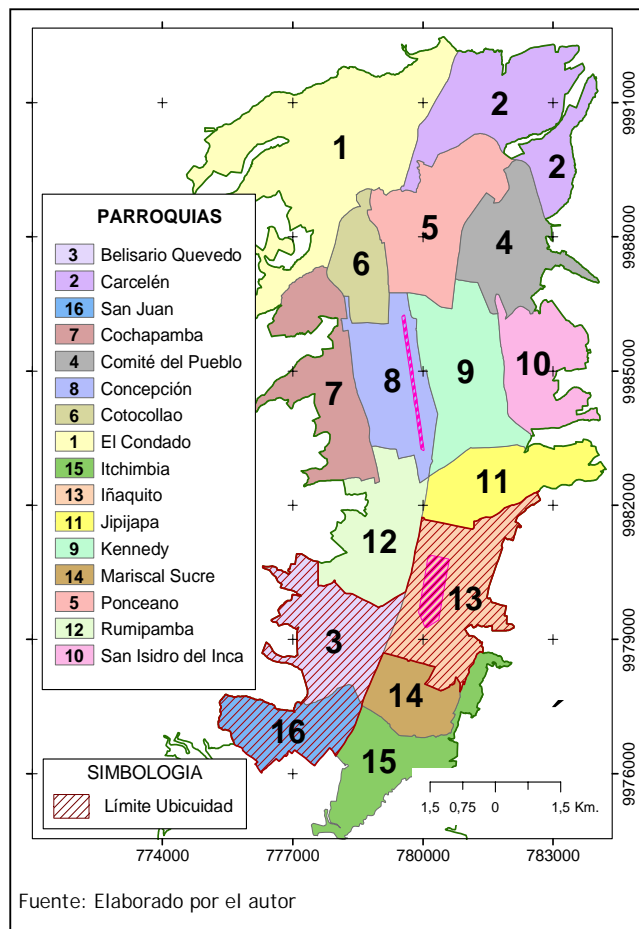 2
9991000
1
2
PARROQUIAS
3 Belisario Quevedo
2 Carcelén
16 San Juan
7 Cochapamba
4 Comité del Pueblo
8 Concepción
6 Cotocollao
1 El Condado
15 Itchimbia
13 Iñaquito
11 Jipijapa
9 Kennedy
14 Mariscal Sucre
5 Ponceano
12 Rumipamba
10 San Isidro del Inca
5
4
9988000
6
10
9985000
7
8
9
11
9982000
12
13
3
9979000
14
16
15
9976000
SIMBOLOGIA
Límite Ubicuidad
1,5 0,75 0 1,5 Km.
774000 777000 780000 783000
Fuente: Elaborado por el autor